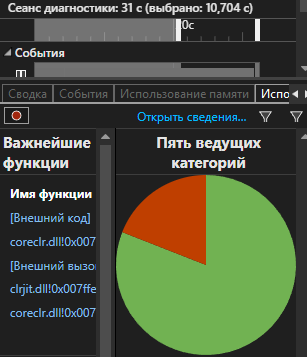 Сеанс диагностики: 31 с (выбрано: 10,704 с)
0с
События
Сводка События Использование памяти Испо
Открыть сведения...
Важнейшие функции
Пять ведущих категорий
Имя функции
[Внешний код]
coreclr.dll!0x007
[Внешний вызо
clrjit.dll!0x007ffe
coreclr.dll!0x007